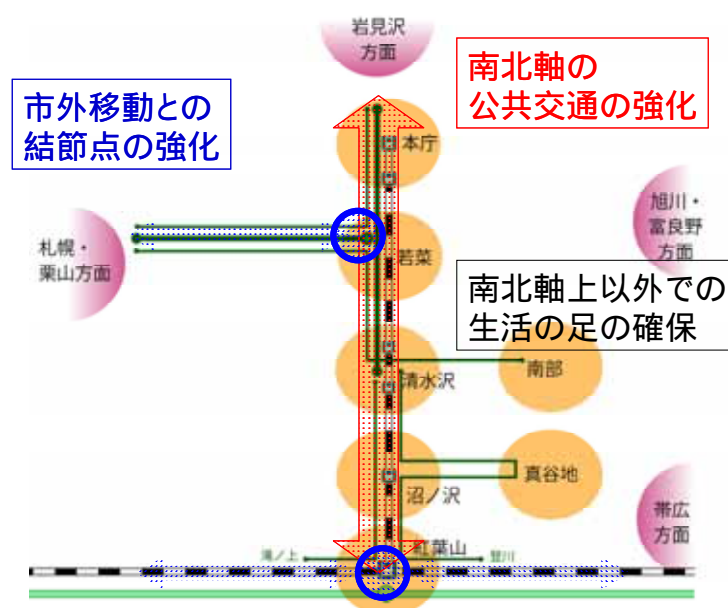 岩見沢
方面
南北軸の
公共交通の強化
市外移動との
結節点の強化
本庁
旭川・
富良野
方面
札幌・
栗山方面
若菜
南北軸上以外での
生活の足の確保
清水沢
南部
沼ノ沢
真谷地
帯広
方面
紅葉山
滝ノ上
登川